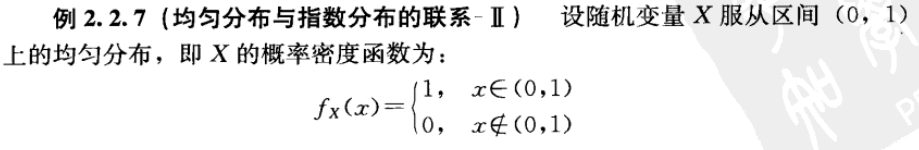 例 2.2.7 (均匀分布与指数分布的联系-Ⅱ) 设随机变量 X 服从区间 (0, 1)
上的均匀分布，即 X 的概率密度函数为：
f_X(x)={1, x∈(0,1)
0, x∉(0,1)